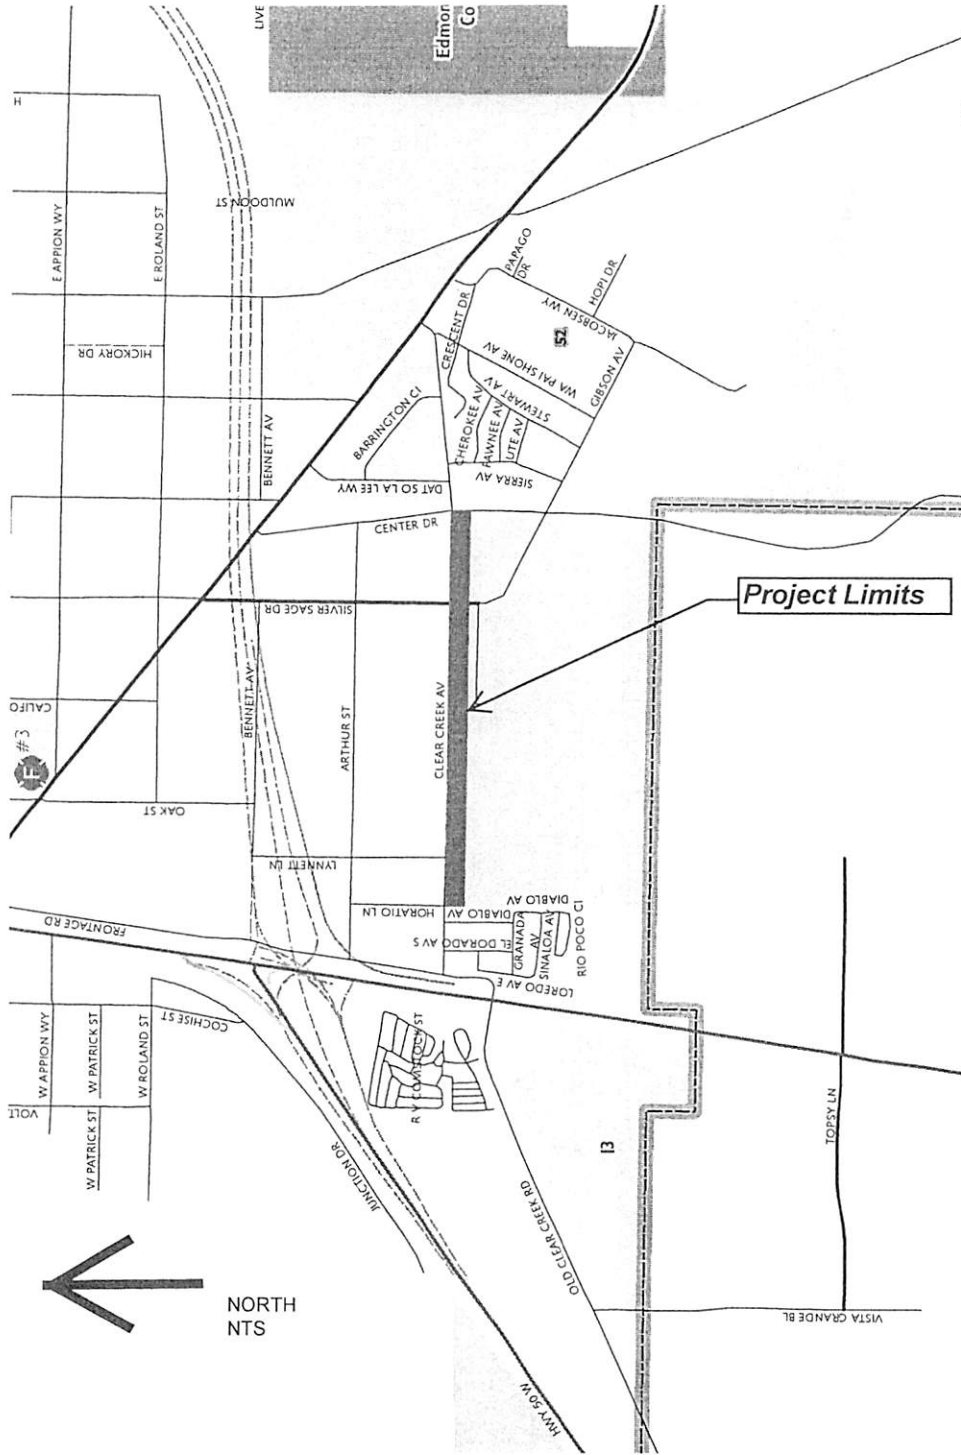 LIVE
Edmon
Co
H
E APPION WY
E ROLAND ST
MULDOON ST
HICKORY DR
BENNETT AV
PAPAGO
DR
HOPI DR
JACOBSEN WY
CRESCENT DR
52
WA PAI SHONE AV
STEWART AV
GIBSON AV
BARRINGTON CI
CHEROKEE AV
PAWNEE AV
UTE AV
SIERRA AV
DAT SO LA LEE WY
CENTER DR
SILVER SAGE DR
Project Limits
CALIFO
#3
F
BENNETT AV
ARTHUR ST
CLEAR CREEK AV
OAK ST
LYNNETT LN
HORATIO LN
DIABLO AV
DIABLO AV
EL DORADO AV S
GRANADA
AV
SINALOA AV
RIO POCO CI
LOREDO AV E
FRONTAGE RD
COCHISE ST
W APPION WY
W PATRICK ST
W ROLAND ST
VOLT
W PATRICK ST
R V COMSTOCK ST
JUNCTION DR
OLD CLEAR CREEK RD
13
TOPSY LN
VISTA GRANDE BL
HWY 50 W
NORTH
NTS